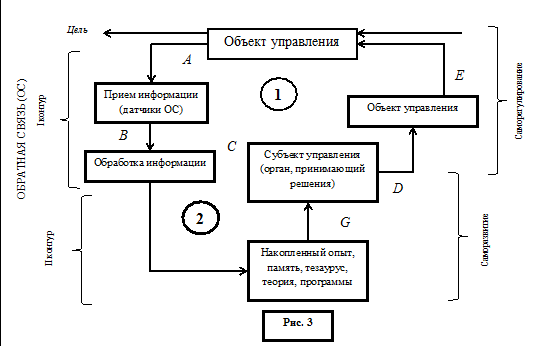 Цель
Объект управления
A
E
Прием информации
(датчики ОС)
1
Объект управления
B
Обработка информации
C
Субъект управления
(орган, принимающий
решения)
D
2
G
Накопленный опыт,
память, тезаурус,
теория, программы
Рис. 3
ОБРАТНАЯ СВЯЗЬ (ОС)
I контур
II контур
Саморегулирование
Саморазвитие